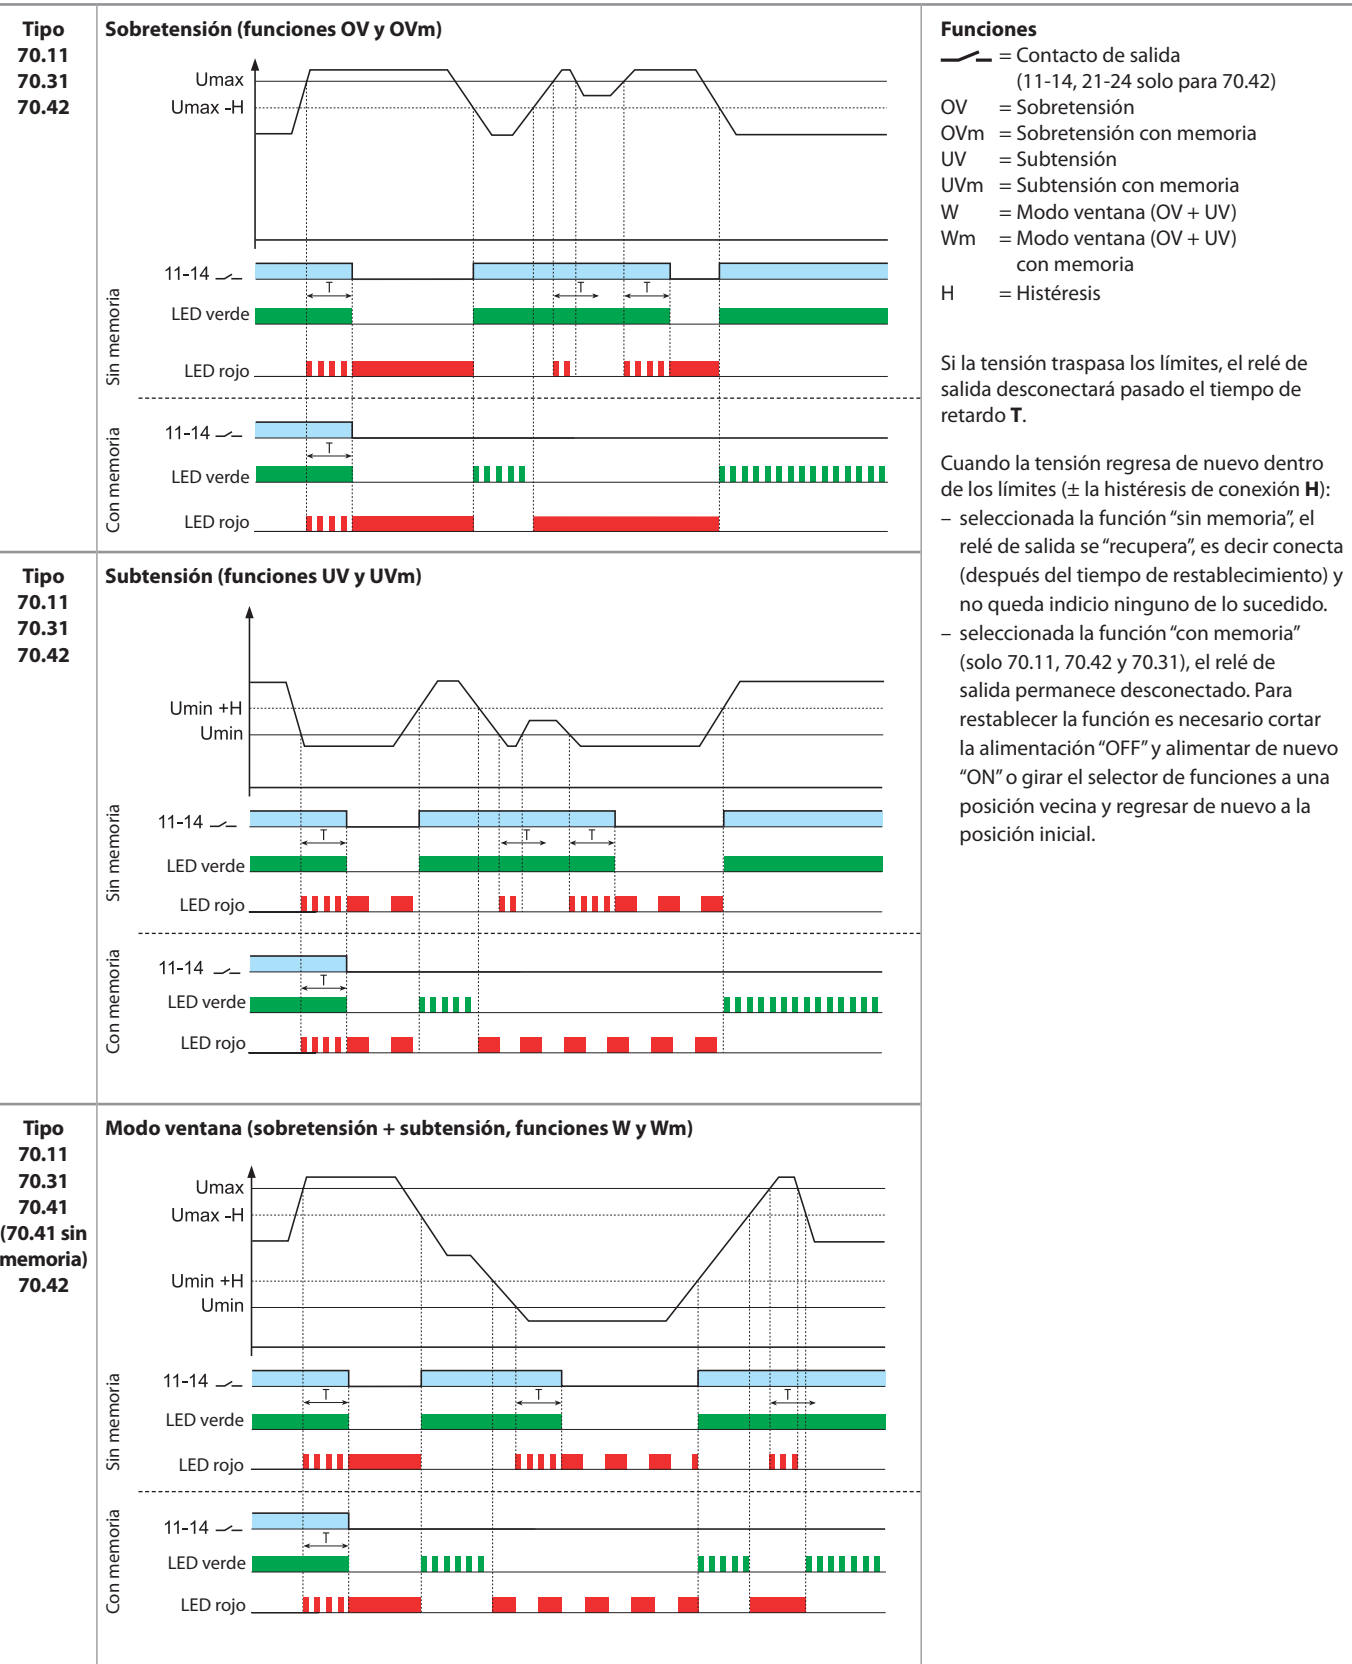 Tipo
70.11
70.31
70.42
Sobretensión (funciones OV y OVm)
Umax
Umax -H
Sin memoria
11-14
T
T
T
LED verde
LED rojo
Con memoria
11-14
T
LED verde
LED rojo
Tipo
70.11
70.31
70.42
Subtensión (funciones UV y UVm)
Umin +H
Umin
Sin memoria
11-14
T
T
T
LED verde
LED rojo
Con memoria
11-14
T
LED verde
LED rojo
Tipo
70.11
70.31
70.41
(70.41 sin
memoria)
70.42
Modo ventana (sobretensión + subtensión, funciones W y Wm)
Umax
Umax -H
Umin +H
Umin
Sin memoria
11-14
T
T
T
LED verde
LED rojo
Con memoria
11-14
T
LED verde
LED rojo
Funciones
= Contacto de salida
(11-14, 21-24 solo para 70.42)
OV = Sobretensión
OVm = Sobretensión con memoria
UV = Subtensión
UVm = Subtensión con memoria
W = Modo ventana (OV + UV)
Wm = Modo ventana (OV + UV)
con memoria
H = Histéresis
Si la tensión traspasa los límites, el relé de
salida desconectará pasado el tiempo de
retardo T.
Cuando la tensión regresa de nuevo dentro
de los límites (± la histéresis de conexión H):
– seleccionada la función “sin memoria”, el
relé de salida se “recupera”, es decir conecta
(después del tiempo de restablecimiento) y
no queda indicio ninguno de lo sucedido.
– seleccionada la función “con memoria”
(solo 70.11, 70.42 y 70.31), el relé de
salida permanece desconectado. Para
restablecer la función es necesario cortar
la alimentación “OFF” y alimentar de nuevo
“ON” o girar el selector de funciones a una
posición vecina y regresar de nuevo a la
posición inicial.